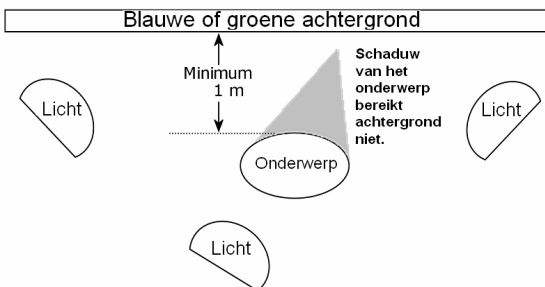 Blauwe of groene achtergrond
Minimum
1 m
Schaduw
van het
onderwerp
bereikt
achtergrond
niet.
Licht
Licht
Onderwerp
Licht